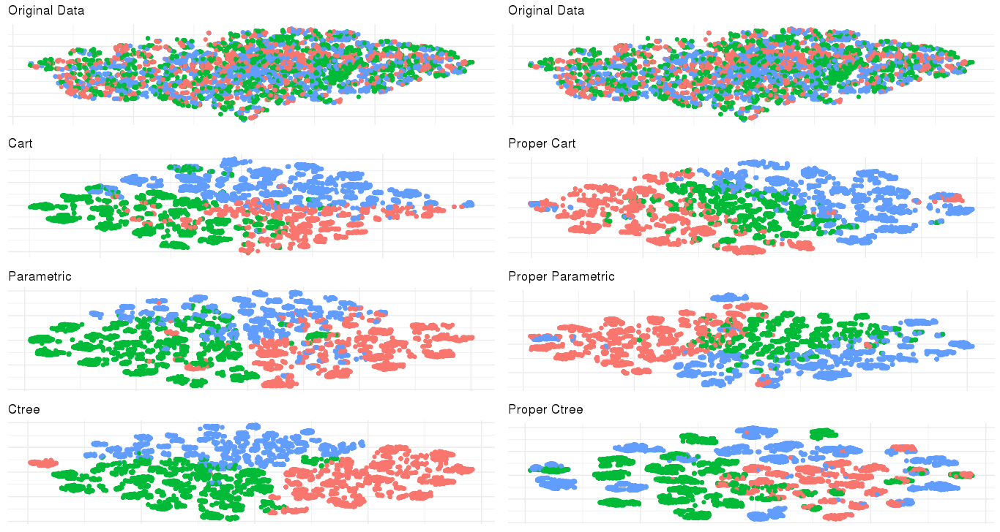 Original Data
Original Data
Cart
Proper Cart
Parametric
Proper Parametric
Ctree
Proper Ctree